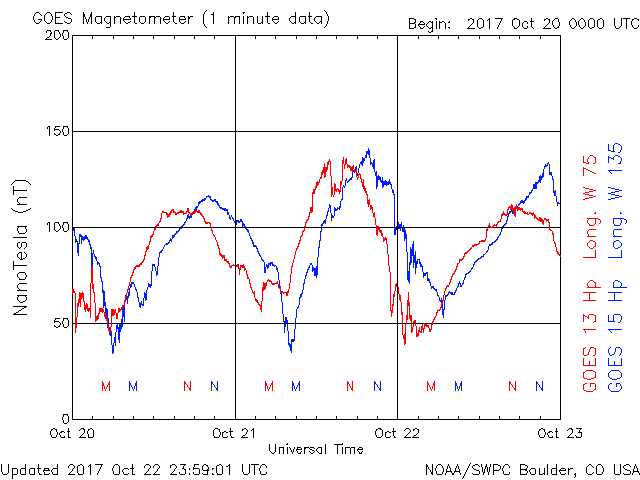 GOES Magnetometer (1 minute data)
Begin: 2017 Oct 20 0000 UTC
200
150
100
50
0
NanoTesla (nT)
M M N N M M N N M M N N
Oct 20 Oct 21 Oct 22 Oct 23
Universal Time
GOES 13 Hp Long. W 75
GOES 15 Hp Long. W 135
Updated 2017 Oct 22 23:59:01 UTC
NOAA/SWPC Boulder, CO USA